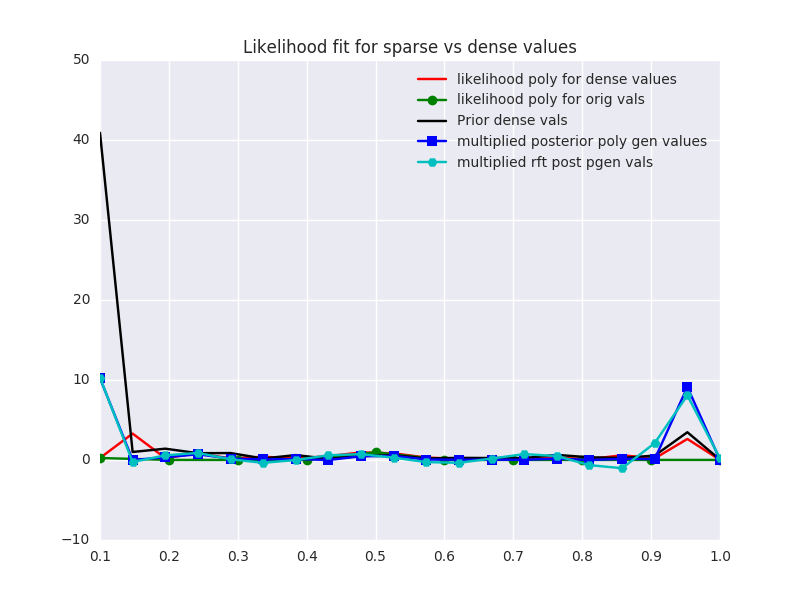 Likelihood fit for sparse vs dense values
50
40
30
20
10
0
−10
0.1 0.2 0.3 0.4 0.5 0.6 0.7 0.8 0.9 1.0
likelihood poly for dense values
likelihood poly for orig vals
Prior dense vals
multiplied posterior poly gen values
multiplied rft post pgen vals